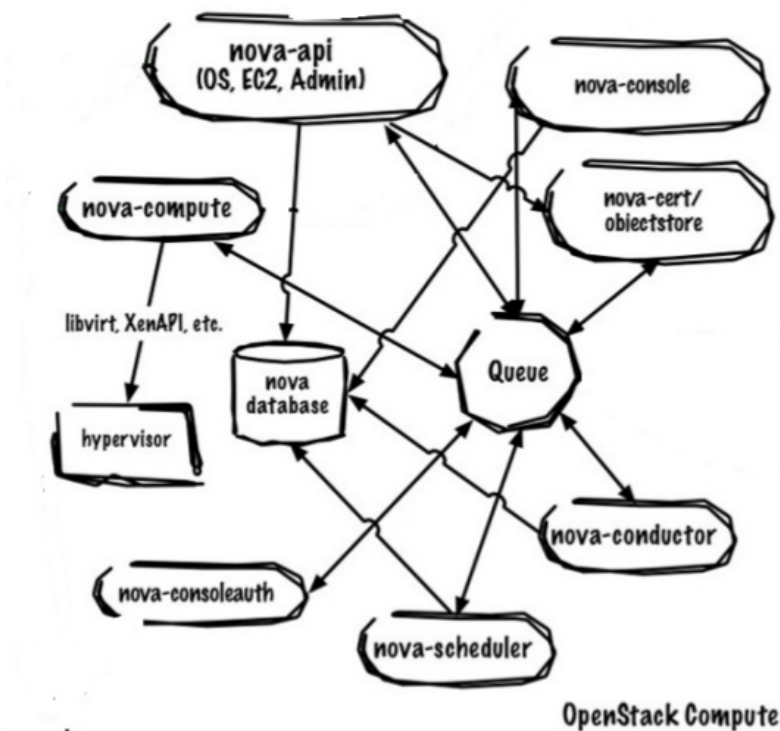 nova-api
(OS, EC2, Admin)
nova-console
nova-cert/
obiectstore
nova-compute
libvirt, XenAPI, etc.
nova
database
Queue
hypervisor
nova-conductor
nova-consoleauth
nova-scheduler
OpenStack Compute